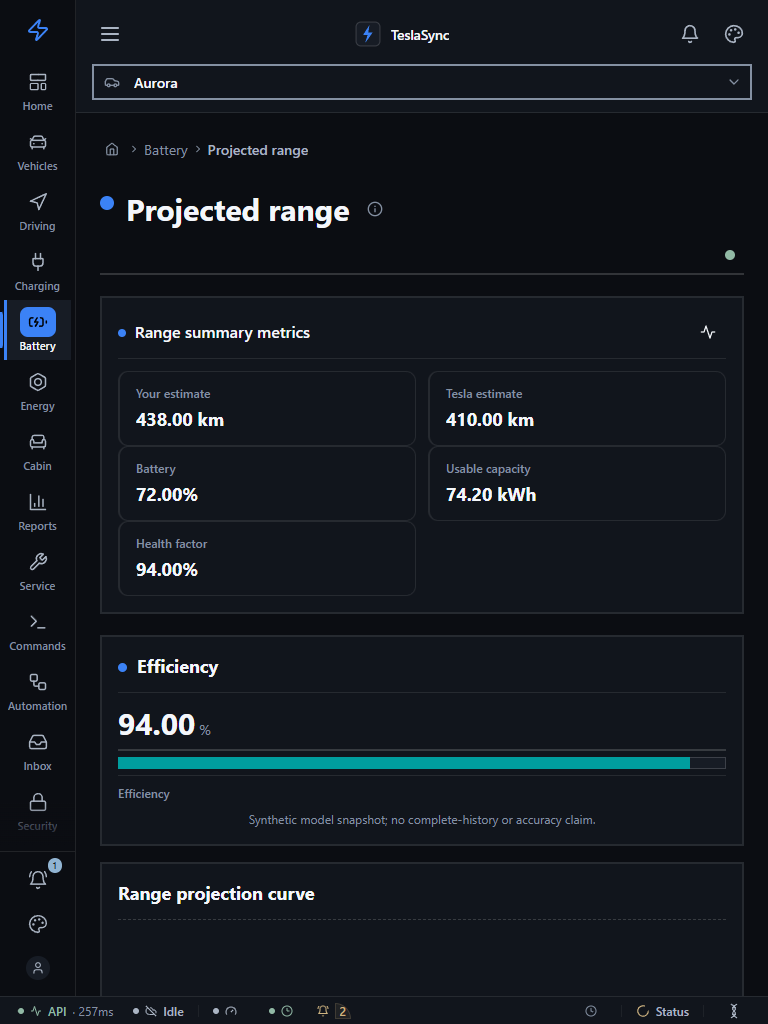 TeslaSync
Aurora
Home
Vehicles
Driving
Charging
Battery
Energy
Cabin
Reports
Service
Commands
Automation
Inbox
Security
1
Battery
Projected range
Projected range
Range summary metrics
Your estimate
438.00 km
Tesla estimate
410.00 km
Battery
72.00%
Usable capacity
74.20 kWh
Health factor
94.00%
Efficiency
94.00 %
Efficiency
Synthetic model snapshot; no complete-history or accuracy claim.
Range projection curve
API · 257ms
Idle
2
Status